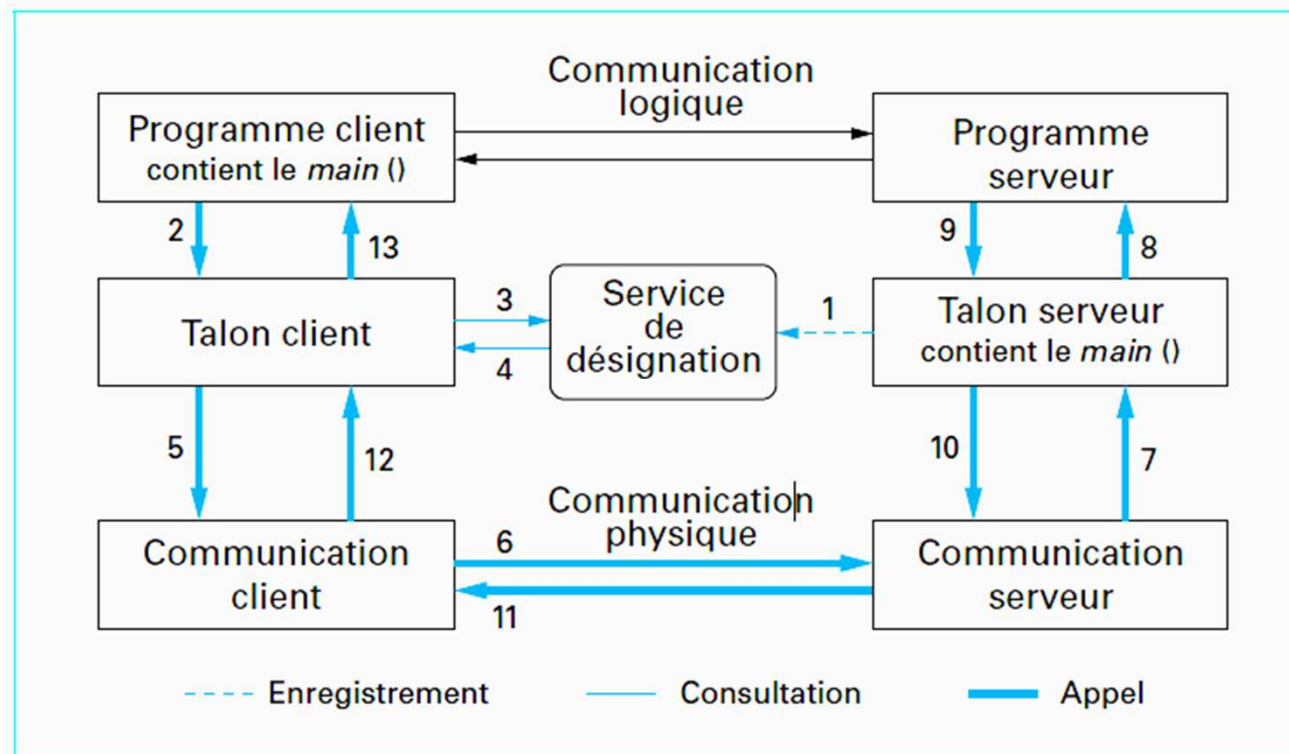 Communication
logique
Programme client
contient le main ()
Programme
serveur
2
13
9
8
Talon client
3
4
Service
de
désignation
1
Talon serveur
contient le main ()
5
12
10
7
Communication
physique
Communication
client
6
11
Communication
serveur
Enregistrement
Consultation
Appel